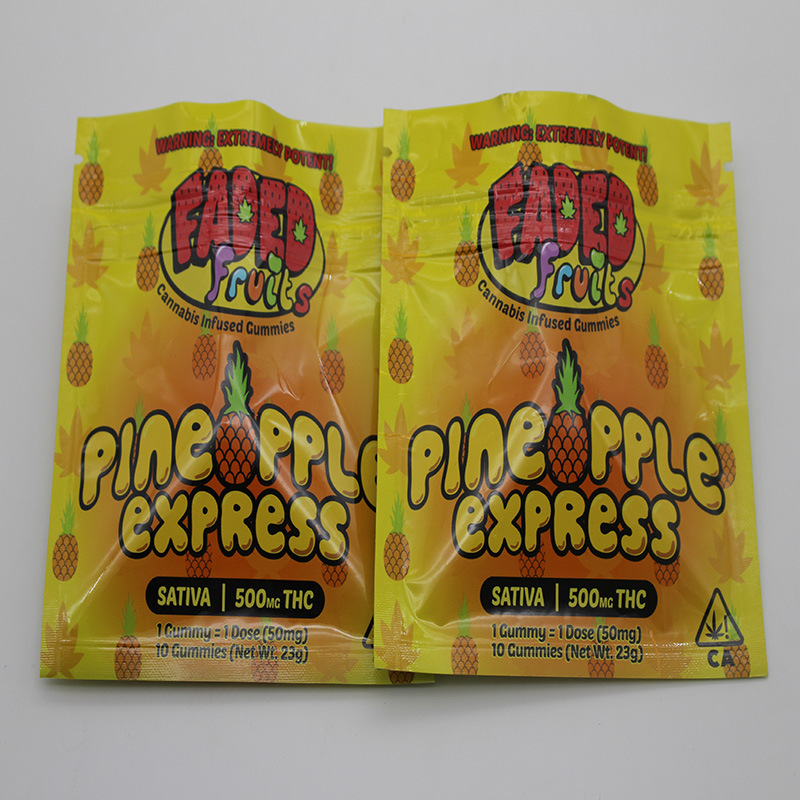 WARNING: EXTREMELY POTENT!
FADED
fruits
Cannabis Infused Gummies
PINEAPPLE
EXPRESS
SATIVA | 500MG THC
1 Gummy = 1 Dose (50mg)
10 Gummies (Net Wt. 23g)
WARNING: EXTREMELY POTENT!
FADED
fruits
Cannabis Infused Gummies
PINEAPPLE
EXPRESS
SATIVA | 500MG THC
1 Gummy = 1 Dose (50mg)
10 Gummies (Net Wt. 23g)
!
CA